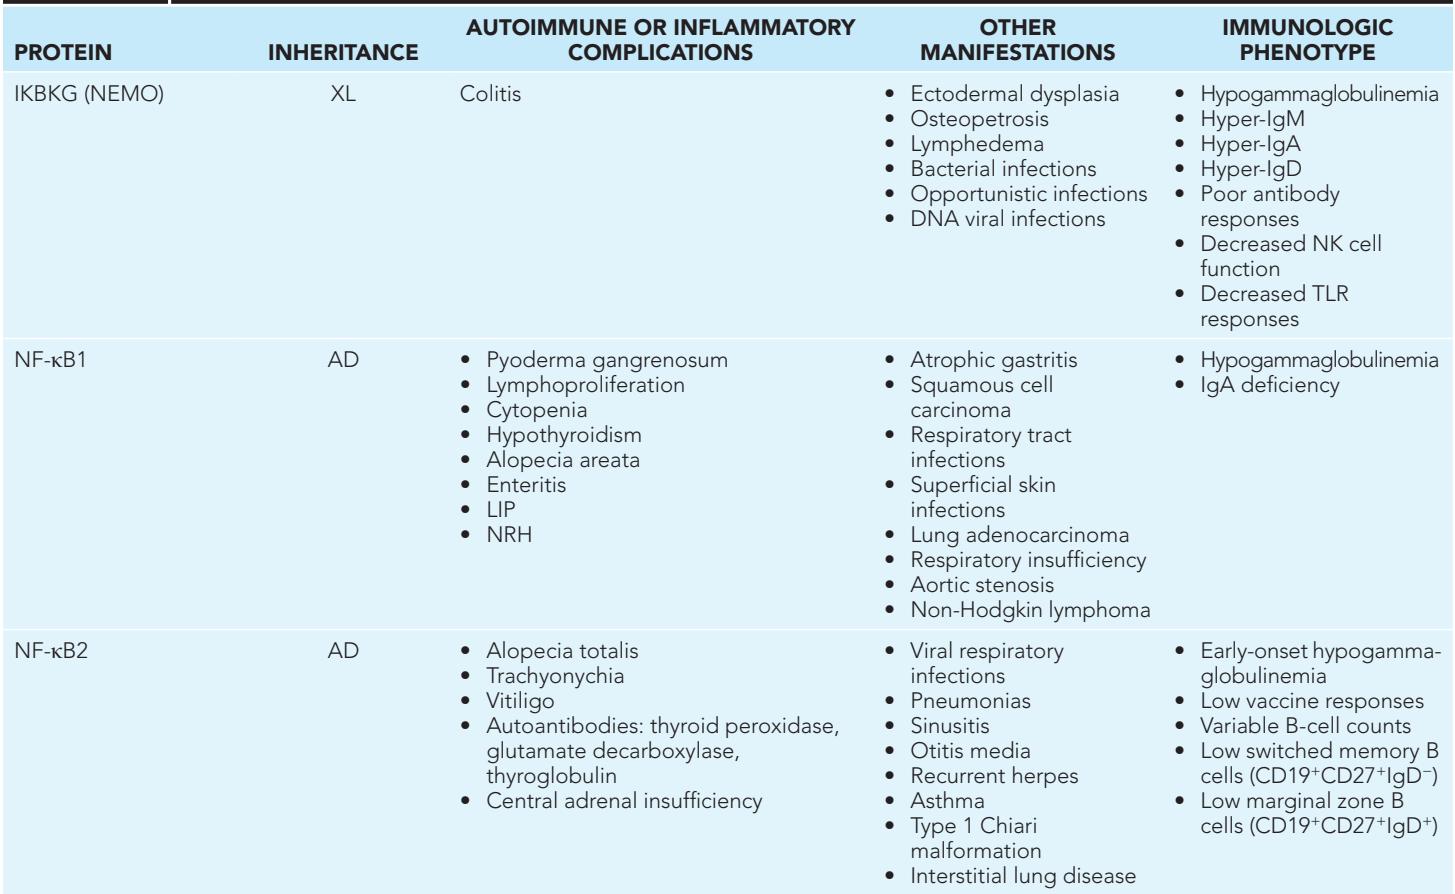 PROTEIN
INHERITANCE
AUTOIMMUNE OR INFLAMMATORY
COMPLICATIONS
OTHER
MANIFESTATIONS
IMMUNOLOGIC
PHENOTYPE
IKBKG (NEMO)
XL
Colitis
• Ectodermal dysplasia
• Osteopetrosis
• Lymphedema
• Bacterial infections
• Opportunistic infections
• DNA viral infections
• Hypogammaglobulinemia
• Hyper-IgM
• Hyper-IgA
• Hyper-IgD
• Poor antibody
responses
• Decreased NK cell
function
• Decreased TLR
responses
NF-κB1
AD
• Pyoderma gangrenosum
• Lymphoproliferation
• Cytopenia
• Hypothyroidism
• Alopecia areata
• Enteritis
• LIP
• NRH
• Atrophic gastritis
• Squamous cell
carcinoma
• Respiratory tract
infections
• Superficial skin
infections
• Lung adenocarcinoma
• Respiratory insufficiency
• Aortic stenosis
• Non-Hodgkin lymphoma
• Hypogammaglobulinemia
• IgA deficiency
NF-κB2
AD
• Alopecia totalis
• Trachyonychia
• Vitiligo
• Autoantibodies: thyroid peroxidase,
glutamate decarboxylase,
thyroglobulin
• Central adrenal insufficiency
• Viral respiratory
infections
• Pneumonias
• Sinusitis
• Otitis media
• Recurrent herpes
• Asthma
• Type 1 Chiari
malformation
• Interstitial lung disease
• Early-onset hypogamma-
globulinemia
• Low vaccine responses
• Variable B-cell counts
• Low switched memory B
cells (CD19⁺CD27⁺IgD⁻)
• Low marginal zone B
cells (CD19⁺CD27⁺IgD⁺)